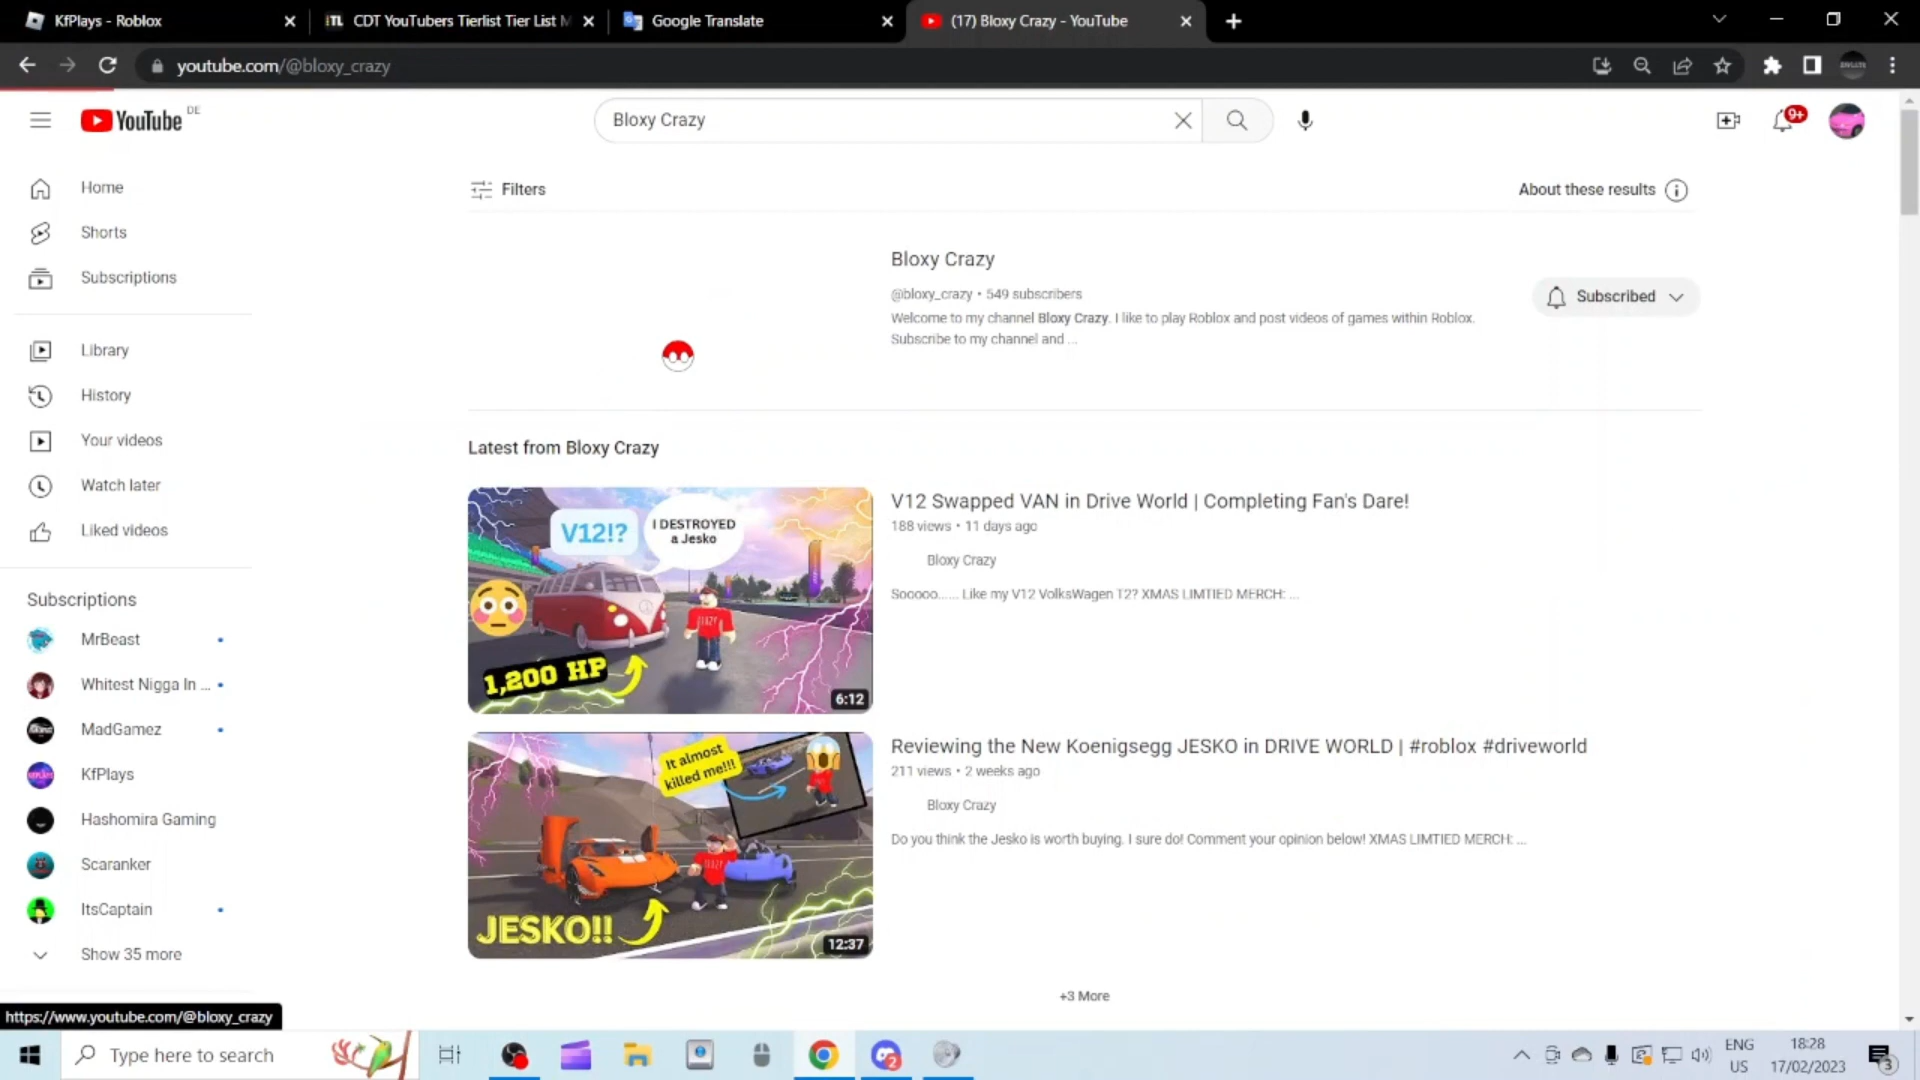 KfPlays - Roblox
CDT YouTubers Tierlist Tier List M
Google Translate
(17) Bloxy Crazy - YouTube
youtube.com/@bloxy_crazy
YouTube DE
Bloxy Crazy
9+
Home
Shorts
Subscriptions
Library
History
Your videos
Watch later
Liked videos
Subscriptions
MrBeast
Whitest Nigga In ...
MadGamez
KfPlays
Hashomira Gaming
Scaranker
ItsCaptain
Show 35 more
Filters
About these results
Bloxy Crazy
@bloxy_crazy • 549 subscribers
Welcome to my channel Bloxy Crazy. I like to play Roblox and post videos of games within Roblox.
Subscribe to my channel and ...
Subscribed
Latest from Bloxy Crazy
V12!?
I DESTROYED
a Jesko
1,200 HP
6:12
V12 Swapped VAN in Drive World | Completing Fan's Dare!
188 views • 11 days ago
Bloxy Crazy
Sooooo...... Like my V12 VolksWagen T2? XMAS LIMTIED MERCH: ...
It almost
killed me!!!
JESKO!!
12:37
Reviewing the New Koenigsegg JESKO in DRIVE WORLD | #roblox #driveworld
211 views • 2 weeks ago
Bloxy Crazy
Do you think the Jesko is worth buying. I sure do! Comment your opinion below! XMAS LIMTIED MERCH: ...
+3 More
https://www.youtube.com/@bloxy_crazy
Type here to search
2
ENG
US
18:28
17/02/2023
3